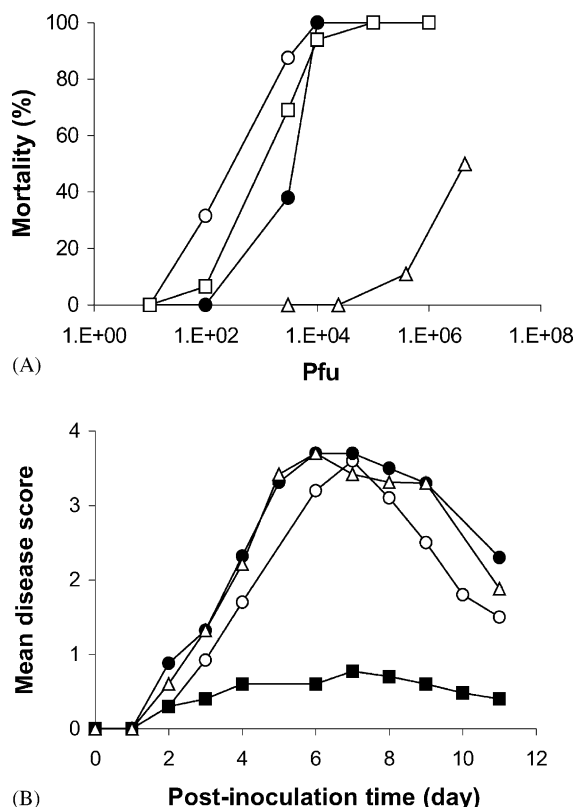 100
80
60
40
20
0
Mortality (%)
1.E+00 1.E+02 1.E+04 1.E+06 1.E+08
(A)
Pfu
4
3
2
1
0
Mean disease score
0 2 4 6 8 10 12
(B)
Post-inoculation time (day)